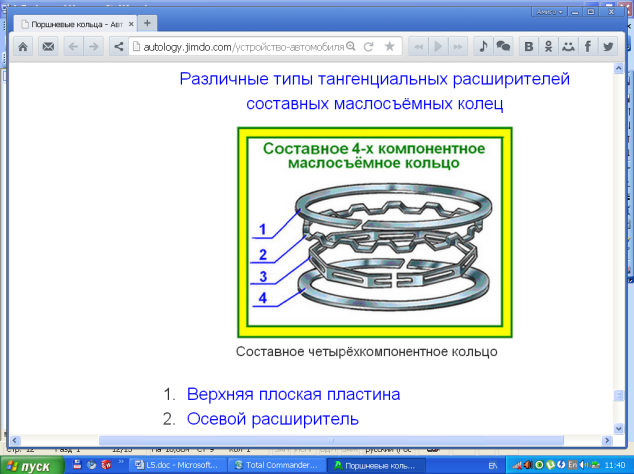 Амиго
Поршневые кольца - Авт
autology.jimdo.com/устройство-автомобиля
Различные типы тангенциальных расширителей
составных маслосъёмных колец
Составное 4-х компонентное
маслосъёмное кольцо
1
2
3
4
Составное четырёхкомпонентное кольцо
1. Верхняя плоская пластина
2. Осевой расширитель
пуск
L5.doc - Microsoft...
Total Commander...
Поршневые коль...
EN
11:40